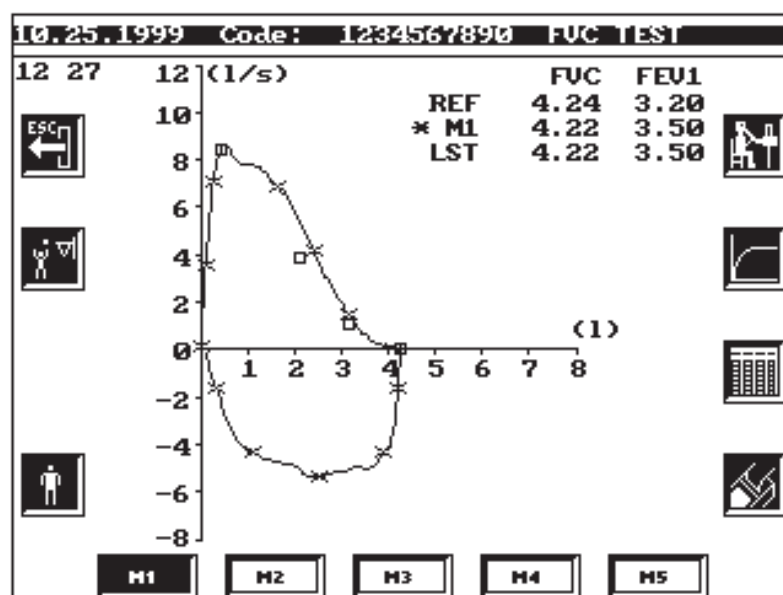 10.25.1999 Code: 1234567890 FVC TEST
12 27
12 (l/s)
10
8
6
4
2
0
-2
-4
-6
-8
FVC FEV1
REF 4.24 3.20
* M1 4.22 3.50
LST 4.22 3.50
(l)
1 2 3 4 5 6 7 8
ESC
M1 M2 M3 M4 M5